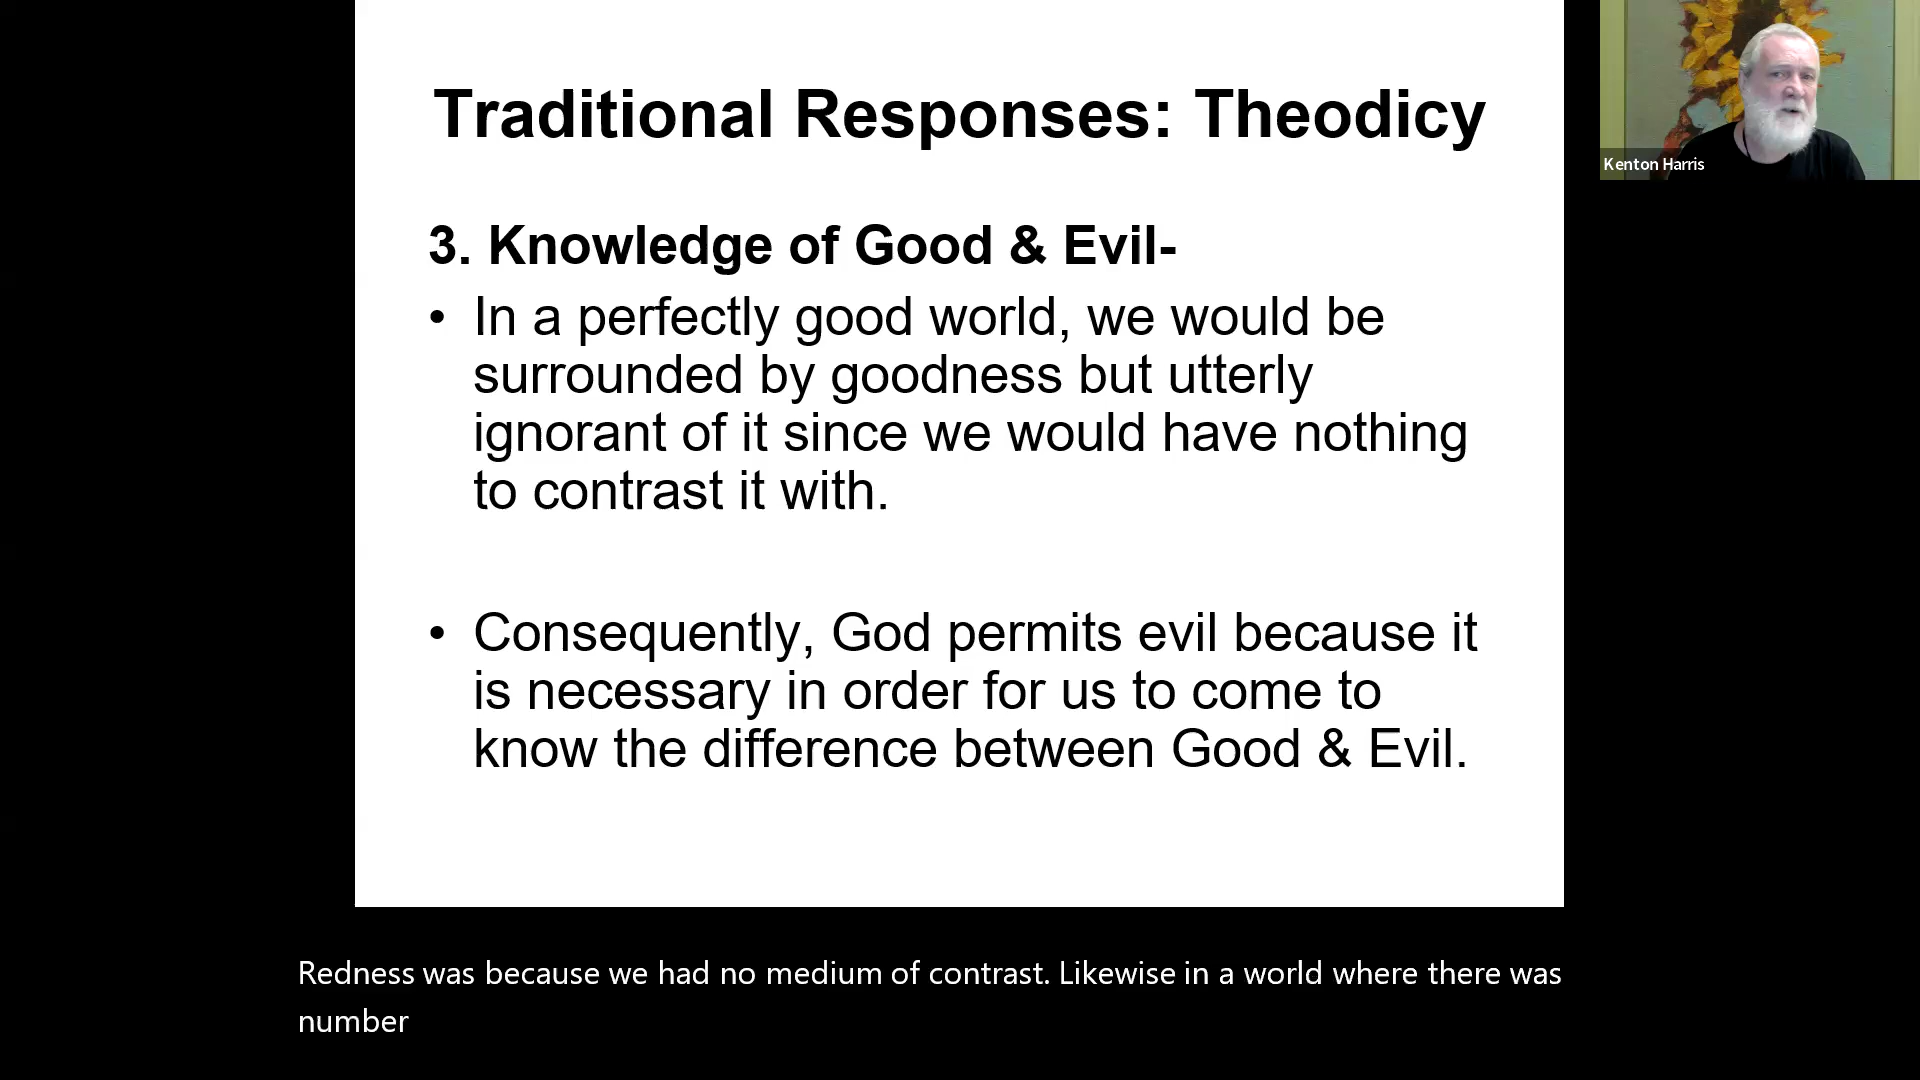 Traditional Responses: Theodicy
Kenton Harris
3. Knowledge of Good & Evil-
• In a perfectly good world, we would be
surrounded by goodness but utterly
ignorant of it since we would have nothing
to contrast it with.
• Consequently, God permits evil because it
is necessary in order for us to come to
know the difference between Good & Evil.
Redness was because we had no medium of contrast. Likewise in a world where there was
number